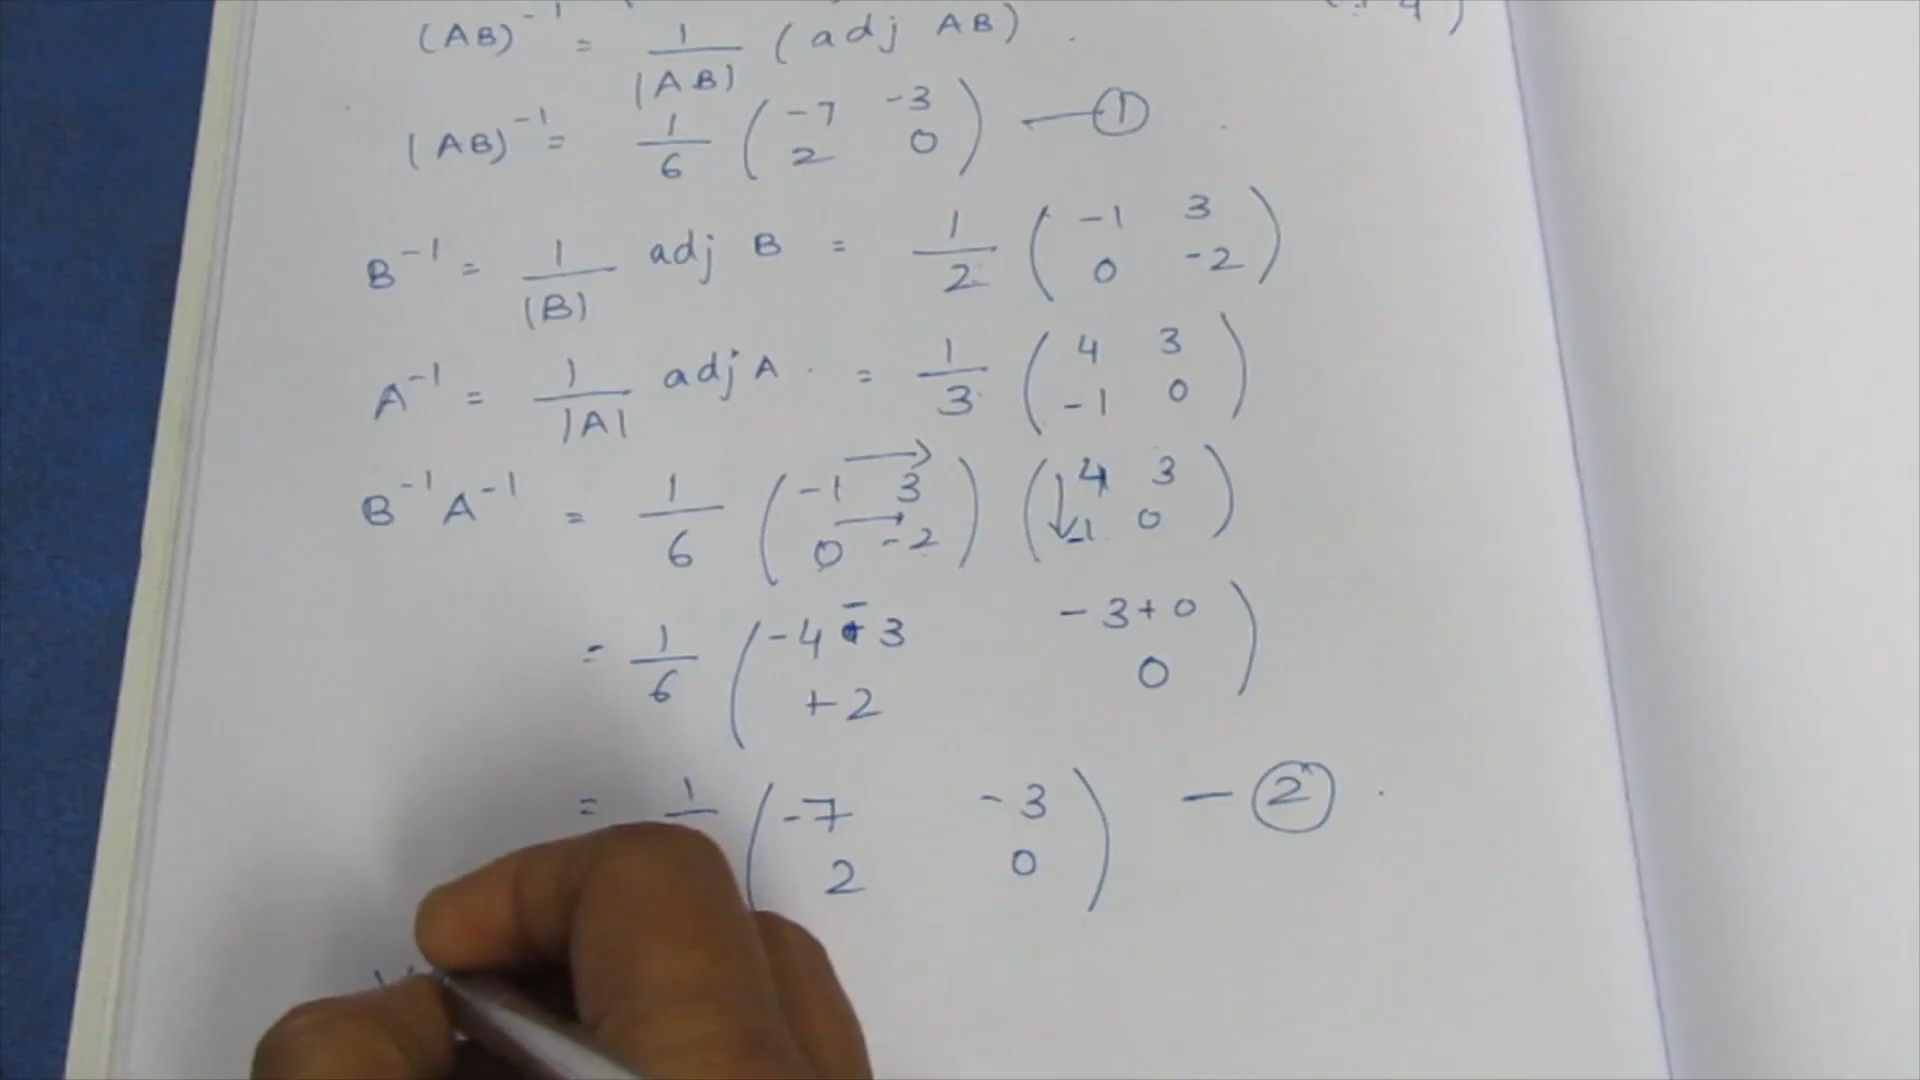 (AB)⁻¹ = 1/|AB| (adj AB)
(AB)⁻¹ = 1/6 ( -7 -3 ; 2 0 ) — ①
B⁻¹ = 1/|B| adj B = 1/2 ( -1 3 ; 0 -2 )
A⁻¹ = 1/|A| adj A = 1/3 ( 4 3 ; -1 0 )
B⁻¹ A⁻¹ = 1/6 ( -1 3 ; 0 -2 ) ( 4 3 ; -1 0 )
= 1/6 ( -4 - 3 -3+0 ; +2 0 )
= 1 ( -7 -3 ; 2 0 ) — ②